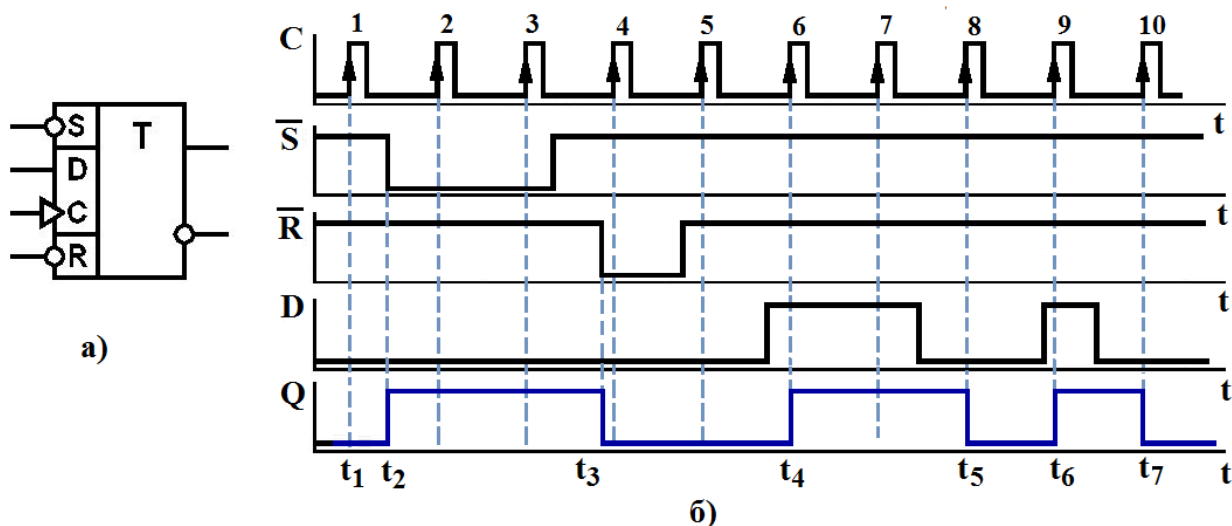 1 2 3 4 5 6 7 8 9 10
C
t
S T
D
C
R
а)
S̅
t
R̅
t
D
t
Q
t₁ t₂ t₃ t₄ t₅ t₆ t₇ t
б)